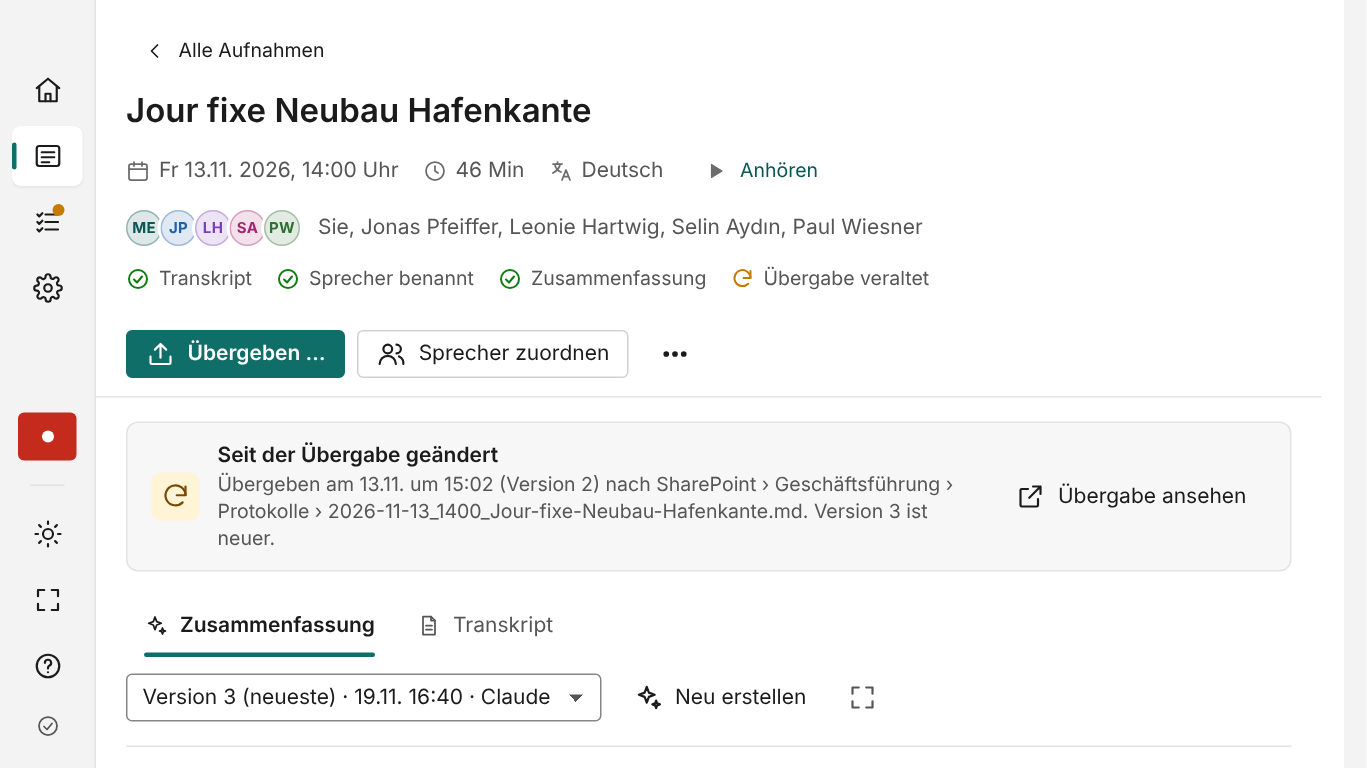 Alle Aufnahmen
Jour fixe Neubau Hafenkante
Fr 13.11. 2026, 14:00 Uhr 46 Min Deutsch Anhören
ME JP LH SA PW Sie, Jonas Pfeiffer, Leonie Hartwig, Selin Aydın, Paul Wiesner
Transkript Sprecher benannt Zusammenfassung Übergabe veraltet
Übergeben ... Sprecher zuordnen
Seit der Übergabe geändert
Übergeben am 13.11. um 15:02 (Version 2) nach SharePoint › Geschäftsführung ›
Protokolle › 2026-11-13_1400_Jour-fixe-Neubau-Hafenkante.md. Version 3 ist
neuer.
Übergabe ansehen
Zusammenfassung Transkript
Version 3 (neueste) · 19.11. 16:40 · Claude Neu erstellen